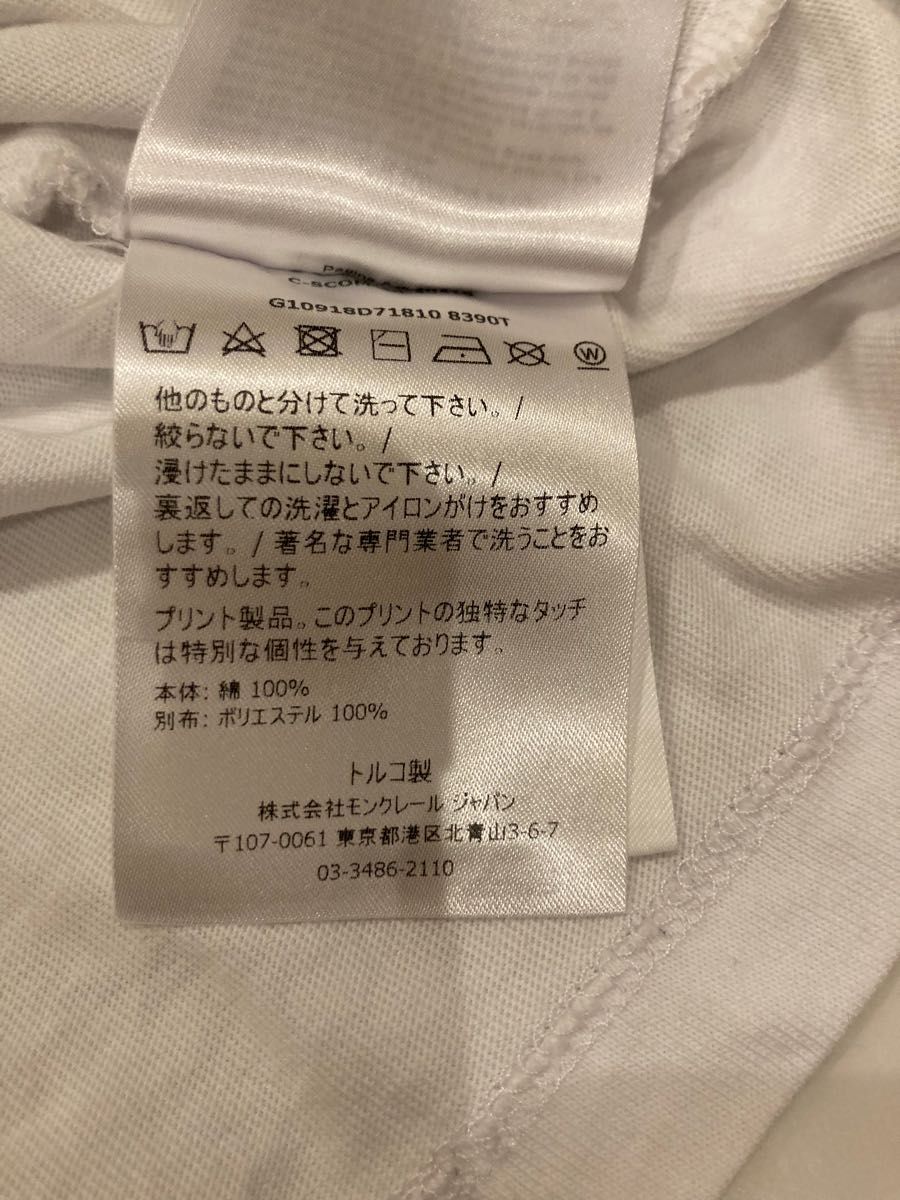 G10918D71810 8390T
W
他のものと分けて洗って下さい。/
絞らないで下さい。/
浸けたままにしないで下さい。/
裏返しての洗濯とアイロンがけをおすすめ
します。/ 著名な専門業者で洗うことをお
すすめします。
プリント製品。このプリントの独特なタッチ
は特別な個性を与えております。
本体: 綿 100%
別布: ポリエステル 100%
トルコ製
株式会社モンクレール ジャパン
〒107-0061 東京都港区北青山3-6-7
03-3486-2110